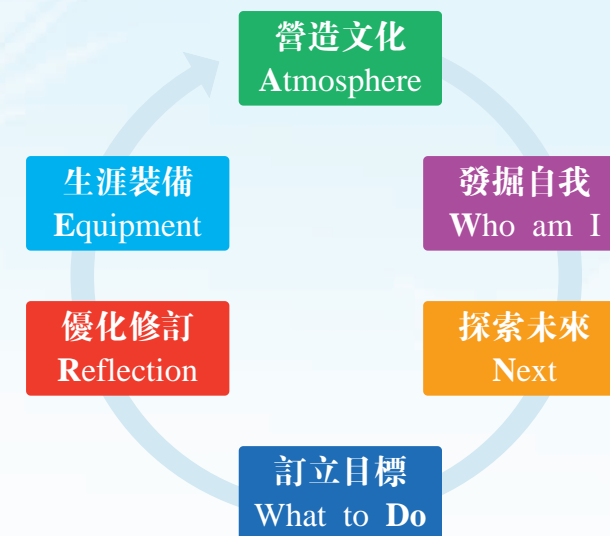 營造文化
Atmosphere
發掘自我
Who am I
探索未來
Next
訂立目標
What to Do
優化修訂
Reflection
生涯裝備
Equipment